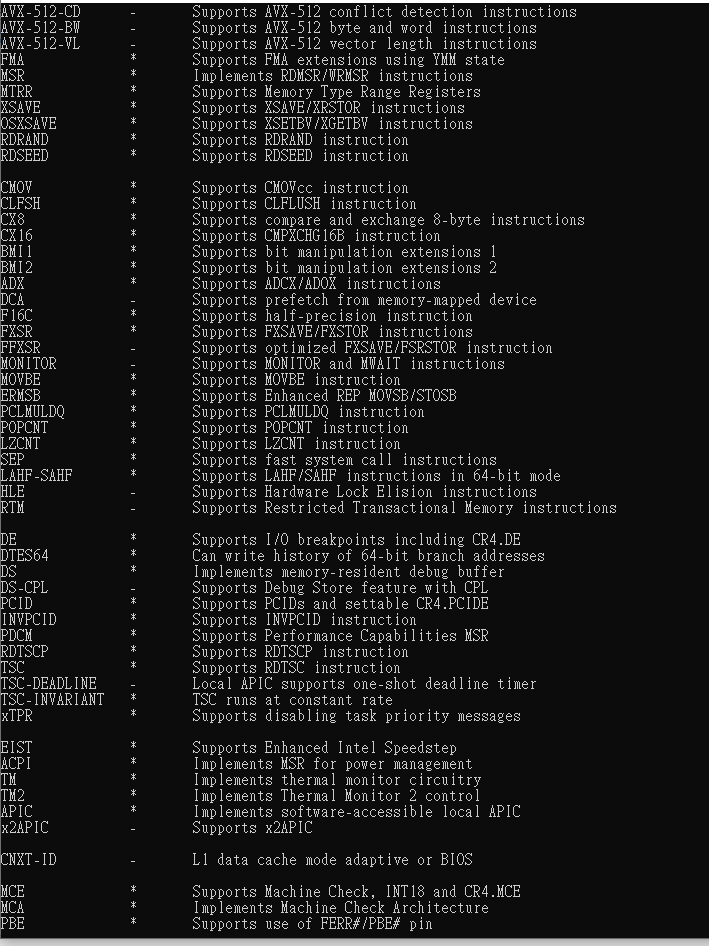 AVX-512-CD - Supports AVX-512 conflict detection instructions
AVX-512-BW - Supports AVX-512 byte and word instructions
AVX-512-VL - Supports AVX-512 vector length instructions
FMA * Supports FMA extensions using YMM state
MSR * Implements RDMSR/WRMSR instructions
MTRR * Supports Memory Type Range Registers
XSAVE * Supports XSAVE/XRSTOR instructions
OSXSAVE * Supports XSETBV/XGETBV instructions
RDRAND * Supports RDRAND instruction
RDSEED * Supports RDSEED instruction
CMOV * Supports CMOVcc instruction
CLFSH * Supports CLFLUSH instruction
CX8 * Supports compare and exchange 8-byte instructions
CX16 * Supports CMPXCHG16B instruction
BMI1 * Supports bit manipulation extensions 1
BMI2 * Supports bit manipulation extensions 2
ADX * Supports ADCX/ADOX instructions
DCA - Supports prefetch from memory-mapped device
F16C * Supports half-precision instruction
FXSR * Supports FXSAVE/FXSTOR instructions
FFXSR - Supports optimized FXSAVE/FSRSTOR instruction
MONITOR - Supports MONITOR and MWAIT instructions
MOVBE * Supports MOVBE instruction
ERMSB * Supports Enhanced REP MOVSB/STOSB
PCLMULDQ * Supports PCLMULDQ instruction
POPCNT * Supports POPCNT instruction
LZCNT * Supports LZCNT instruction
SEP * Supports fast system call instructions
LAHF-SAHF * Supports LAHF/SAHF instructions in 64-bit mode
HLE - Supports Hardware Lock Elision instructions
RTM - Supports Restricted Transactional Memory instructions
DE * Supports I/O breakpoints including CR4.DE
DTES64 * Can write history of 64-bit branch addresses
DS * Implements memory-resident debug buffer
DS-CPL - Supports Debug Store feature with CPL
PCID * Supports PCIDs and settable CR4.PCIDE
INVPCID * Supports INVPCID instruction
PDCM * Supports Performance Capabilities MSR
RDTSCP * Supports RDTSCP instruction
TSC * Supports RDTSC instruction
TSC-DEADLINE - Local APIC supports one-shot deadline timer
TSC-INVARIANT * TSC runs at constant rate
xTPR * Supports disabling task priority messages
EIST * Supports Enhanced Intel Speedstep
ACPI * Implements MSR for power management
TM * Implements thermal monitor circuitry
TM2 * Implements Thermal Monitor 2 control
APIC * Implements software-accessible local APIC
x2APIC - Supports x2APIC
CNXT-ID - L1 data cache mode adaptive or BIOS
MCE * Supports Machine Check, INT18 and CR4.MCE
MCA * Implements Machine Check Architecture
PBE * Supports use of FERR#/PBE# pin